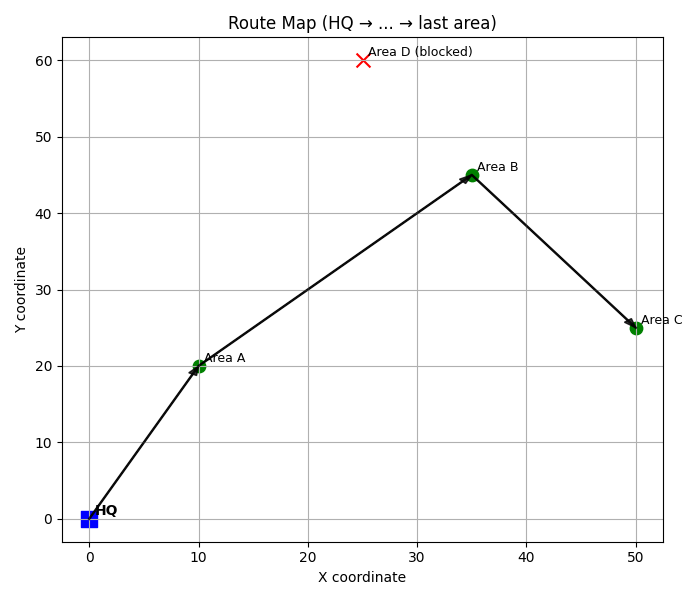 Route Map (HQ → ... → last area)
Area D (blocked)
Area B
Area C
Area A
HQ
60
50
40
30
20
10
0
Y coordinate
0 10 20 30 40 50
X coordinate